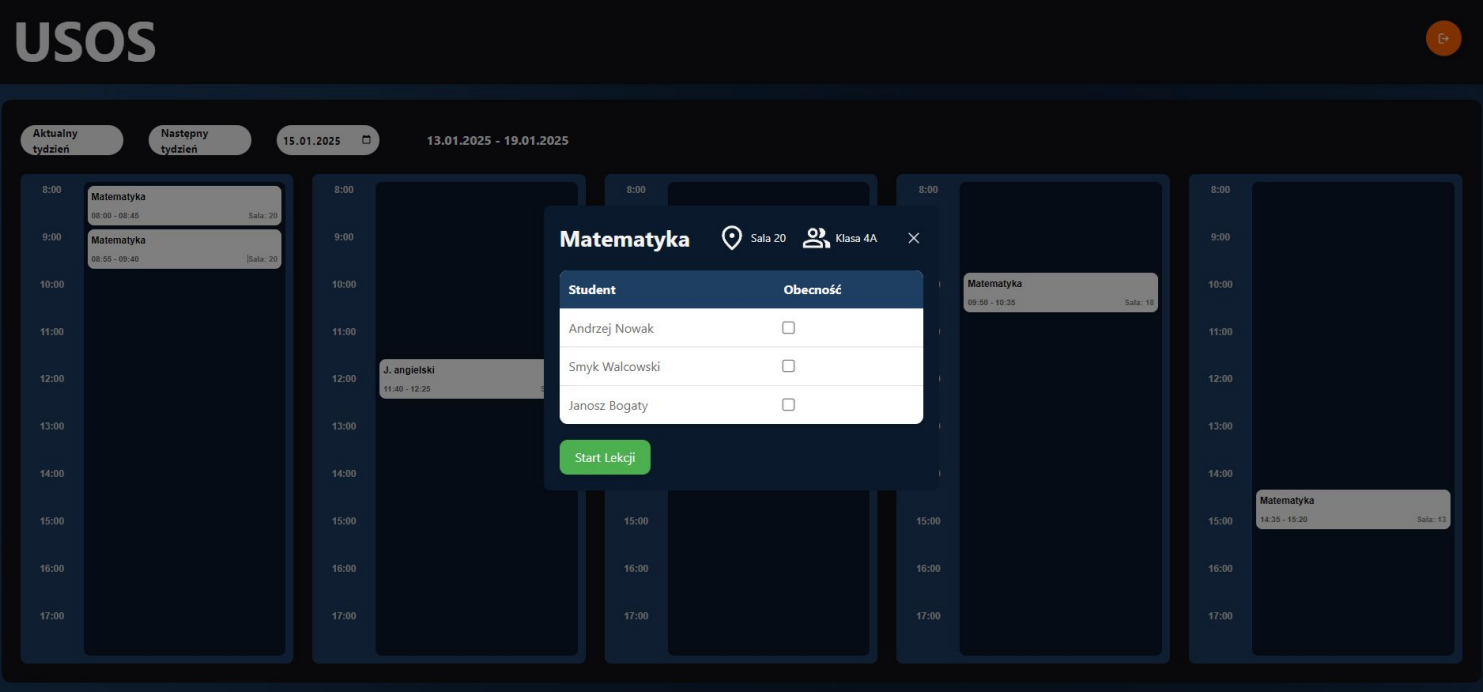 USOS
Aktualny
tydzień
Następny
tydzień
15.01.2025
13.01.2025 - 19.01.2025
8:00
9:00
10:00
11:00
12:00
13:00
14:00
15:00
16:00
17:00
Matematyka
08:00 - 08:45 Sala: 20
Matematyka
08:55 - 09:40 Sala: 20
8:00
9:00
10:00
11:00
12:00
13:00
14:00
15:00
16:00
17:00
J. angielski
11:40 - 12:25
8:00
15:00
16:00
17:00
Matematyka Sala 20 Klasa 4A
Student Obecność
Andrzej Nowak
Smyk Walcowski
Janosz Bogaty
Start Lekcji
8:00
15:00
16:00
17:00
Matematyka
09:50 - 10:35 Sala: 18
8:00
9:00
10:00
11:00
12:00
13:00
14:00
15:00
16:00
17:00
Matematyka
14:35 - 15:20 Sala: 13